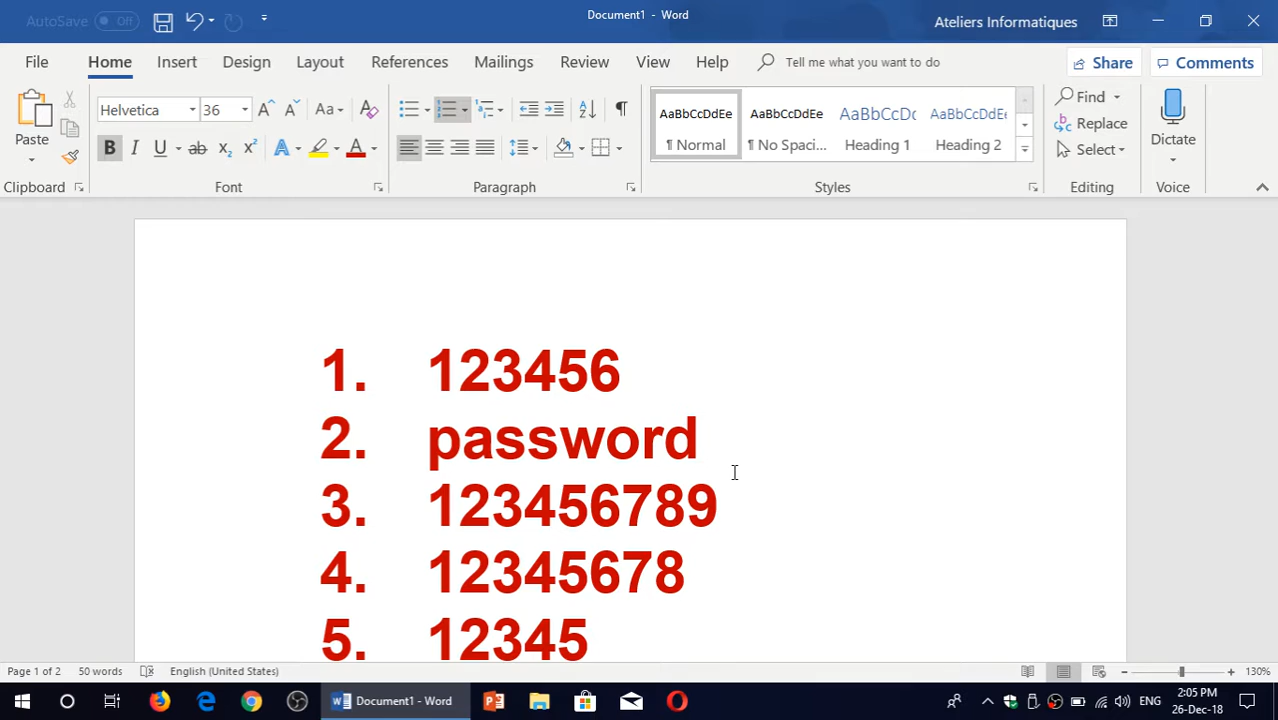 AutoSave Off Document1 - Word Ateliers Informatiques
File Home Insert Design Layout References Mailings Review View Help Tell me what you want to do Share Comments
Paste
Clipboard
Helvetica 36 Aa
B I U ab x₂ x² A A
Font
Paragraph
AaBbCcDdEe AaBbCcDdEe AaBbCcDc AaBbCcDdE
¶ Normal ¶ No Spaci... Heading 1 Heading 2
Styles
Find
Replace
Select
Editing
Dictate
Voice
1. 123456
2. password
3. 123456789
4. 12345678
5. 12345
Page 1 of 2 50 words English (United States) 130%
Document1 - Word ENG 2:05 PM
26-Dec-18